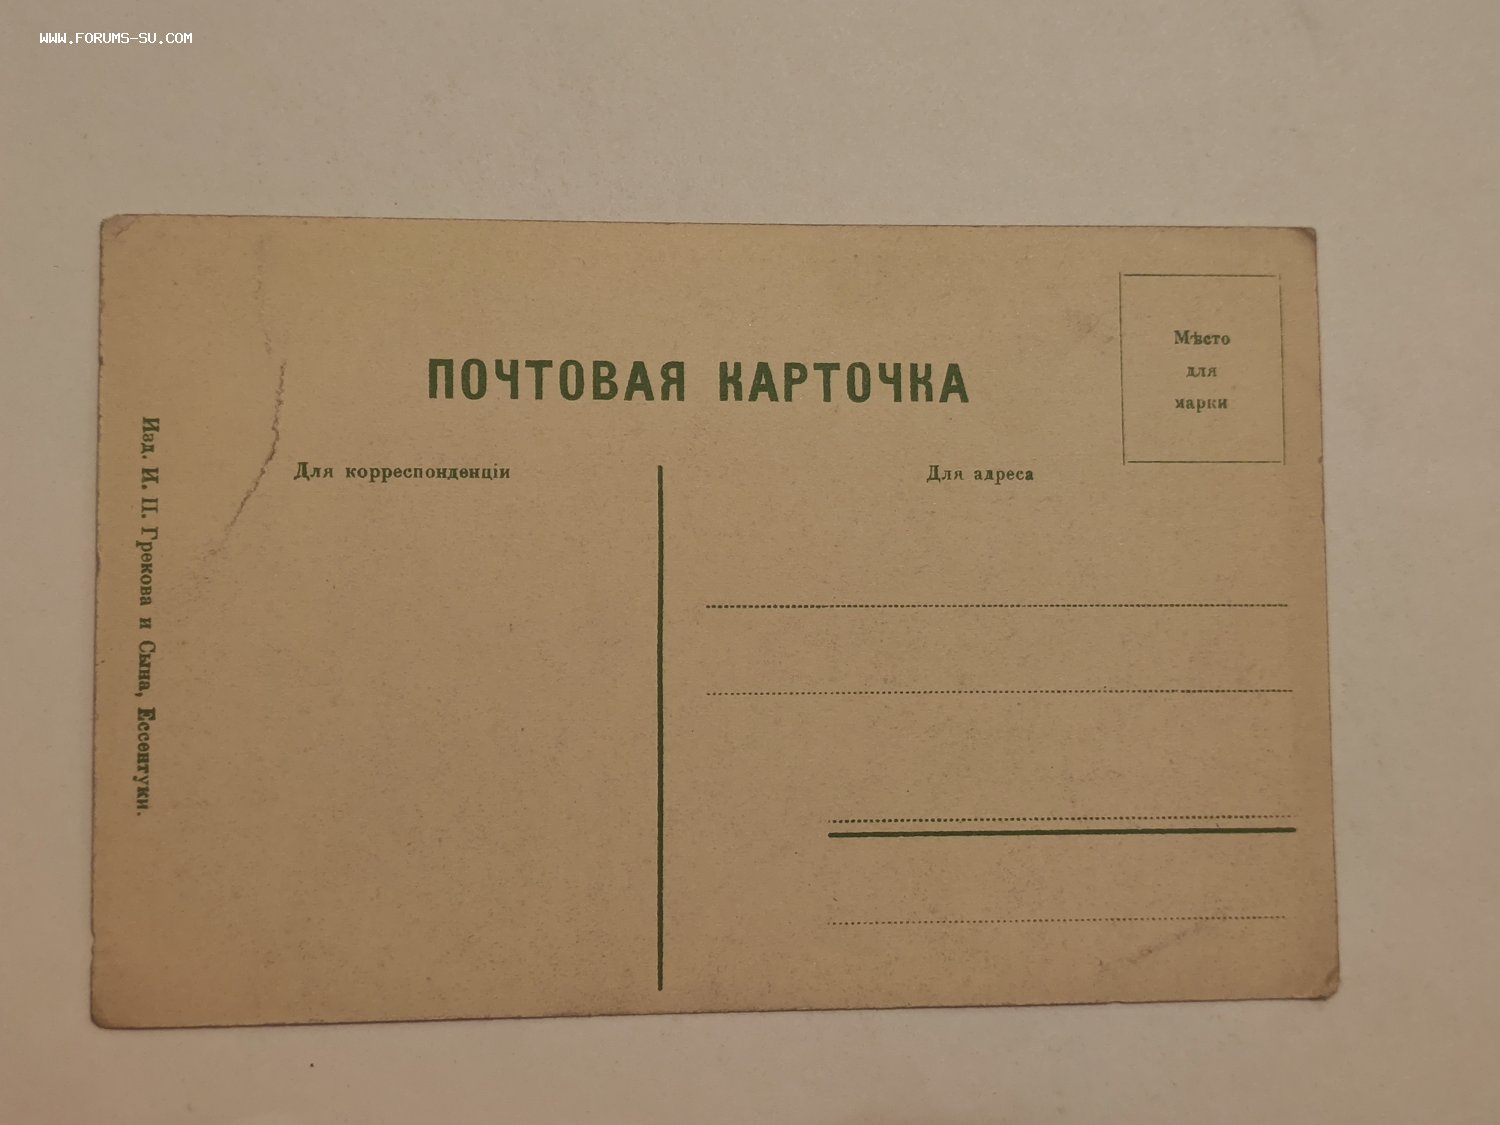 WWW.FORUMS-SU.COM
ПОЧТОВАЯ КАРТОЧКА
Мѣсто
для
марки
Для корреспонденціи
Для адреса
Изд. И. П. Грекова и Сына, Ессентуки.